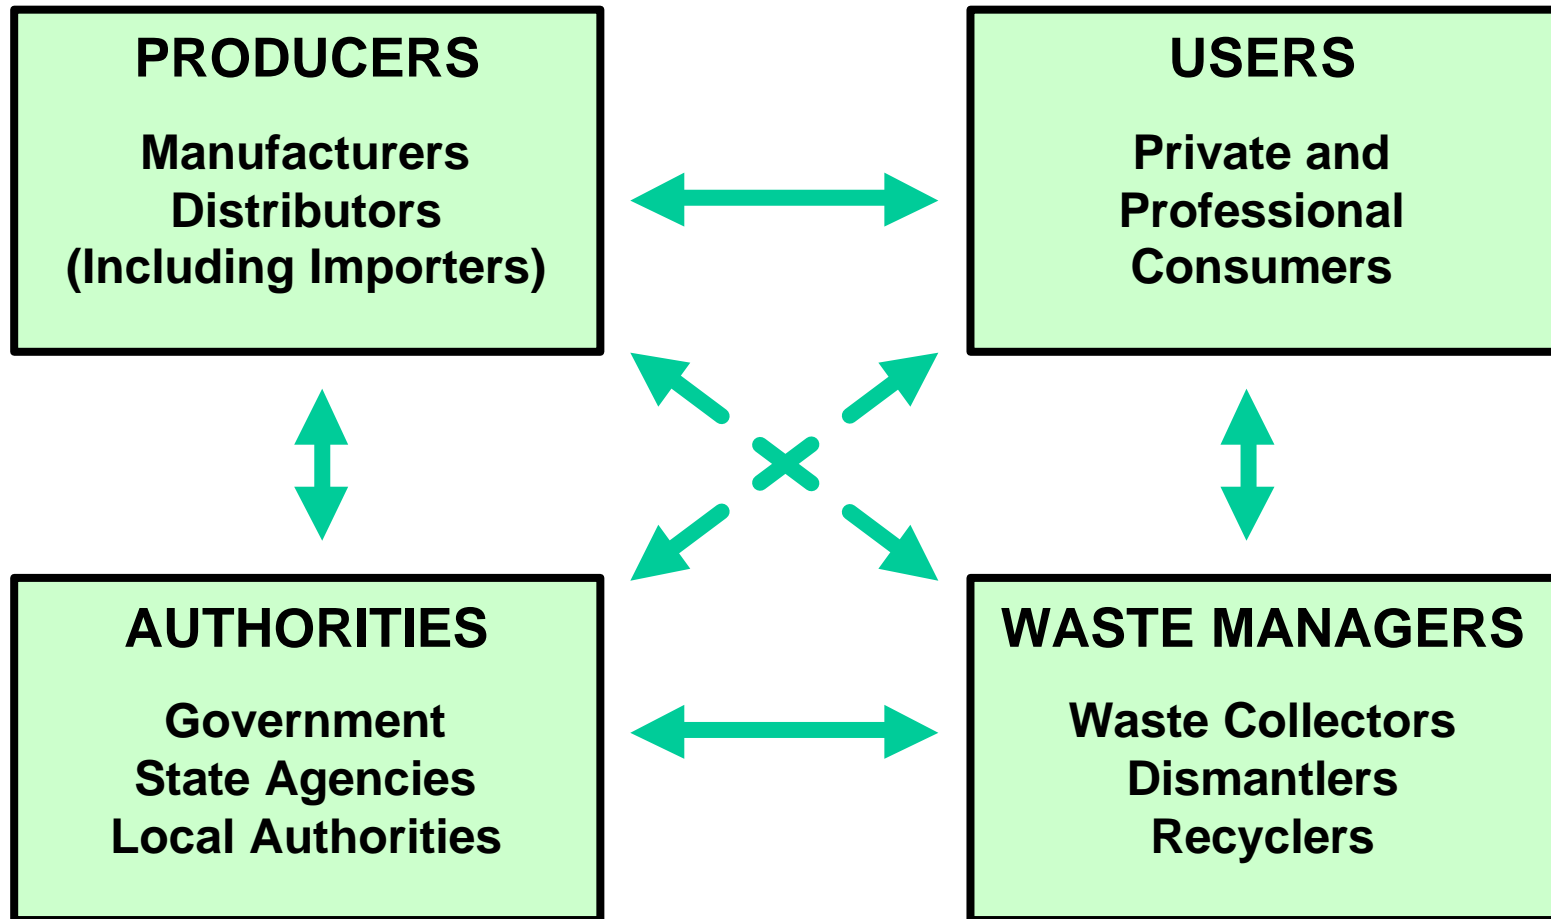 PRODUCERS
Manufacturers
Distributors
(Including Importers)
USERS
Private and
Professional
Consumers
AUTHORITIES
Government
State Agencies
Local Authorities
WASTE MANAGERS
Waste Collectors
Dismantlers
Recyclers